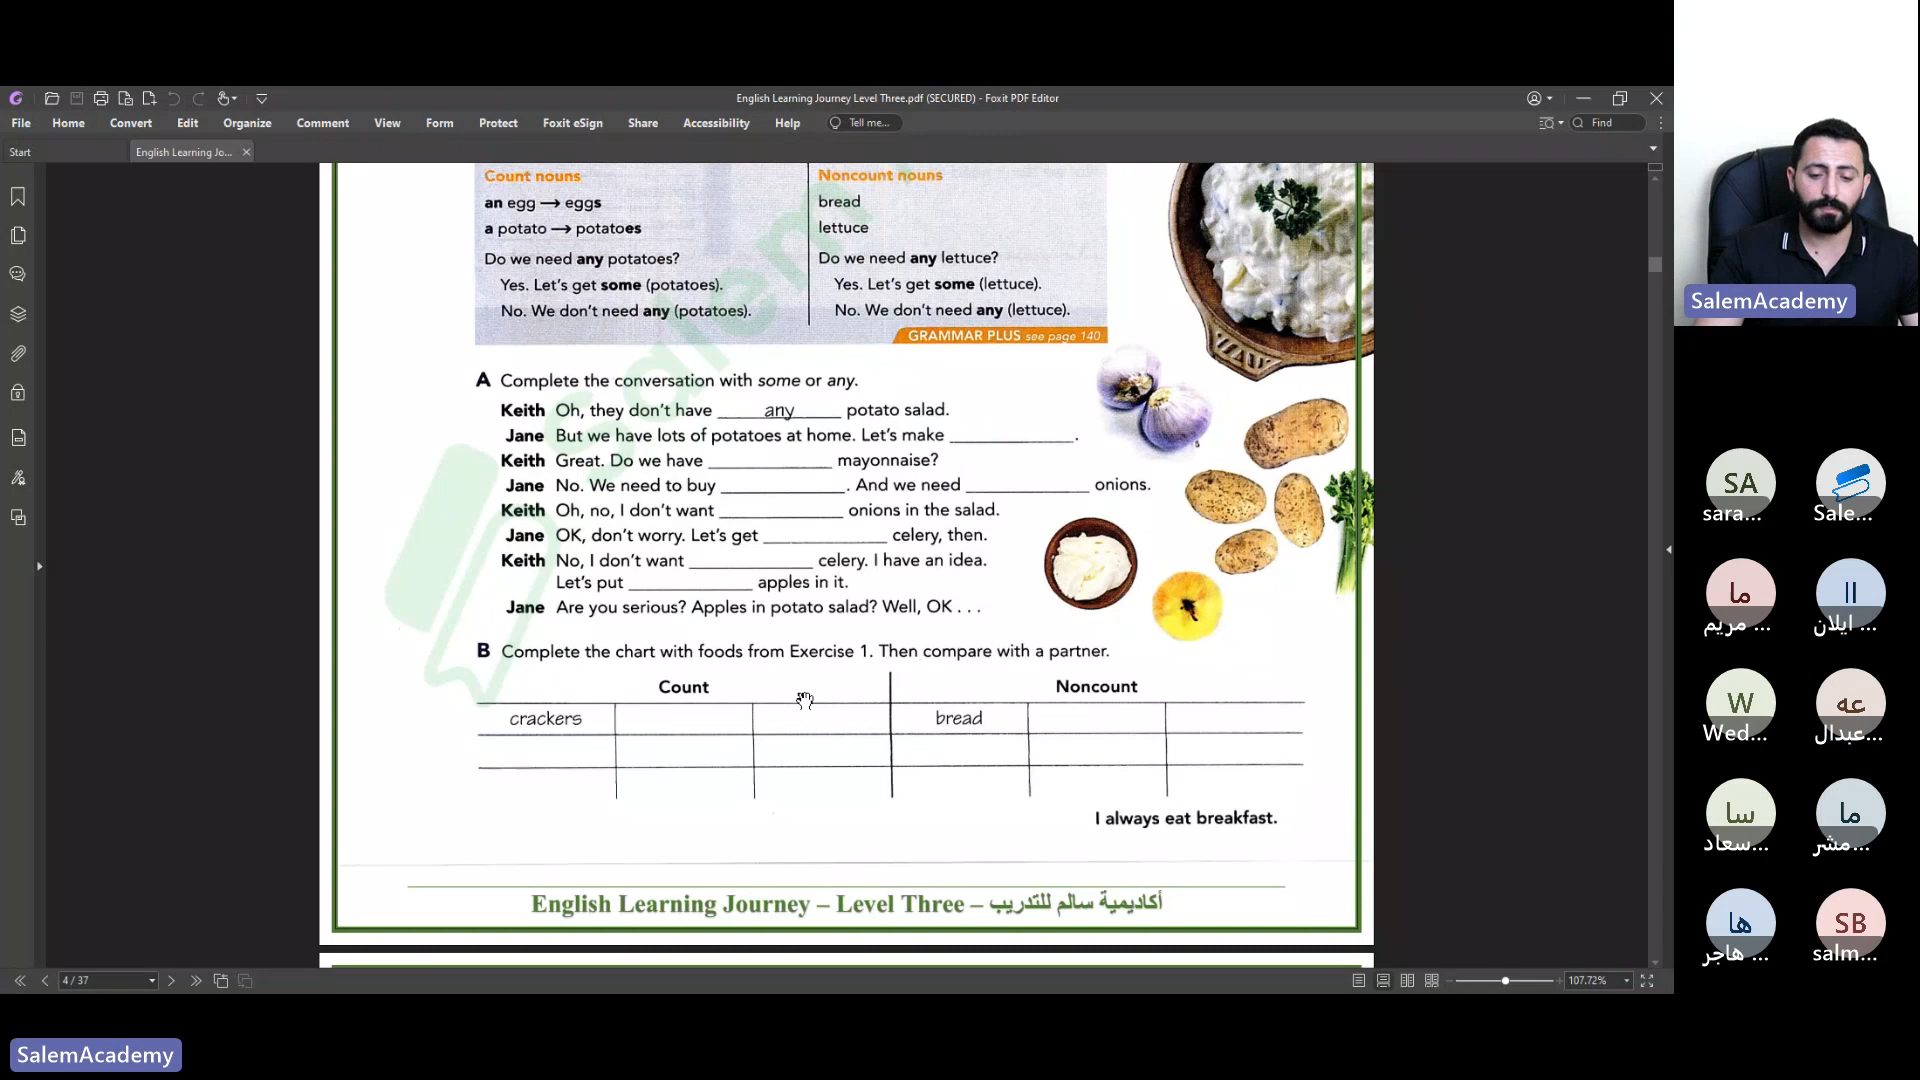 English Learning Journey Level Three.pdf (SECURED) - Foxit PDF Editor
File Home Convert Edit Organize Comment View Form Protect Foxit eSign Share Accessibility Help Tell me... Find
Start
English Learning Jo...
Count nouns
an egg → eggs
a potato → potatoes
Do we need any potatoes?
Yes. Let's get some (potatoes).
No. We don't need any (potatoes).
Noncount nouns
bread
lettuce
Do we need any lettuce?
Yes. Let's get some (lettuce).
No. We don't need any (lettuce).
GRAMMAR PLUS see page 140
Salem
A Complete the conversation with some or any.
Keith Oh, they don't have any potato salad.
Jane But we have lots of potatoes at home. Let's make ____________.
Keith Great. Do we have ____________ mayonnaise?
Jane No. We need to buy ____________. And we need ____________ onions.
Keith Oh, no, I don't want ____________ onions in the salad.
Jane OK, don't worry. Let's get ____________ celery, then.
Keith No, I don't want ____________ celery. I have an idea.
Let's put ____________ apples in it.
Jane Are you serious? Apples in potato salad? Well, OK . . .
B Complete the chart with foods from Exercise 1. Then compare with a partner.
Count Noncount
crackers bread
I always eat breakfast.
English Learning Journey – Level Three – أكاديمية سالم للتدريب
4 / 37
107.72%
SalemAcademy
SA
sara...
Sale...
ما
مريم ...
اا
ايلان ...
W
Wed...
عه
عبدال...
سا
سعاد...
ما
مشر...
ها
هاجر ...
SB
salm...
SalemAcademy